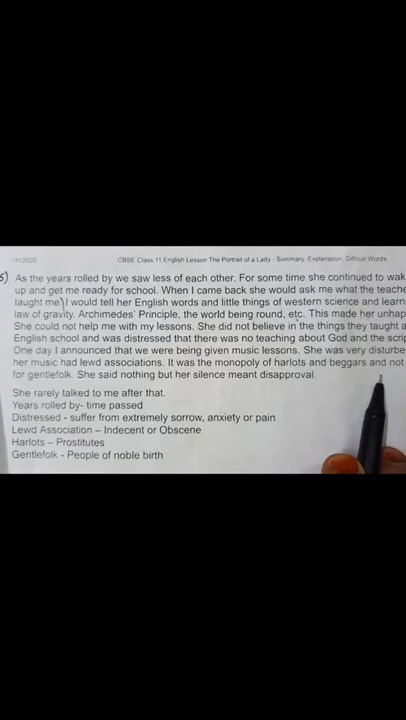 CBSE Class 11 English Lesson The Portrait of a Lady - Summary, Explanation, Difficult Words
5) As the years rolled by we saw less of each other. For some time she continued to wak
up and get me ready for school. When I came back she would ask me what the teache
taught me) I would tell her English words and little things of western science and learn
law of gravity, Archimedes' Principle, the world being round, etc. This made her unhap
She could not help me with my lessons. She did not believe in the things they taught a
English school and was distressed that there was no teaching about God and the scrip
One day I announced that we were being given music lessons. She was very disturbe
her music had lewd associations. It was the monopoly of harlots and beggars and not
for gentlefolk. She said nothing but her silence meant disapproval.
She rarely talked to me after that.
Years rolled by- time passed
Distressed - suffer from extremely sorrow, anxiety or pain
Lewd Association – Indecent or Obscene
Harlots – Prostitutes
Gentlefolk - People of noble birth